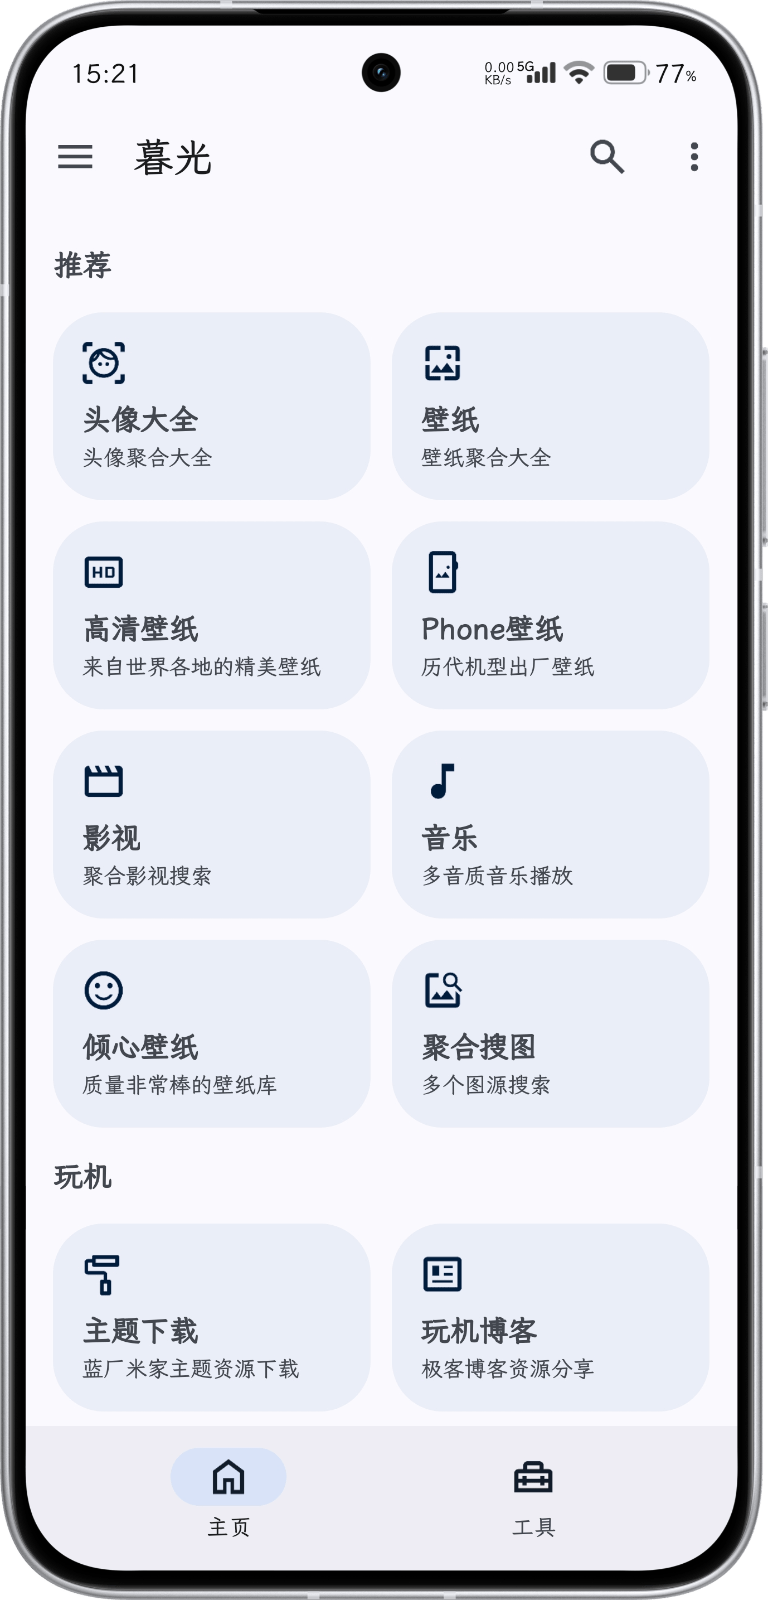 15:21
0.00 KB/s 5G 77%
暮光
推荐
头像大全
头像聚合大全
壁纸
壁纸聚合大全
HD
高清壁纸
来自世界各地的精美壁纸
Phone壁纸
历代机型出厂壁纸
影视
聚合影视搜索
音乐
多音质音乐播放
倾心壁纸
质量非常棒的壁纸库
聚合搜图
多个图源搜索
玩机
主题下载
蓝厂米家主题资源下载
玩机博客
极客博客资源分享
主页
工具